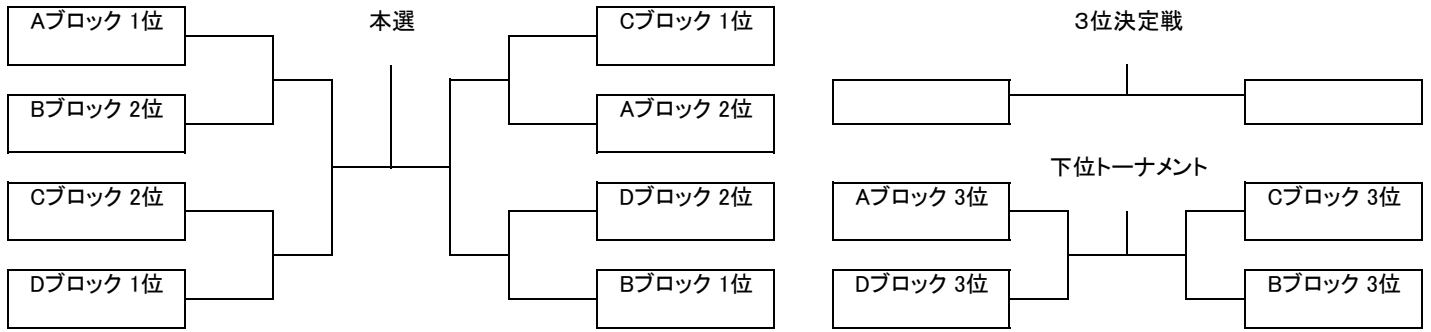 本選
Aブロック 1位
Bブロック 2位
Cブロック 2位
Dブロック 1位
Cブロック 1位
Aブロック 2位
Dブロック 2位
Bブロック 1位
３位決定戦
下位トーナメント
Aブロック 3位
Dブロック 3位
Cブロック 3位
Bブロック 3位